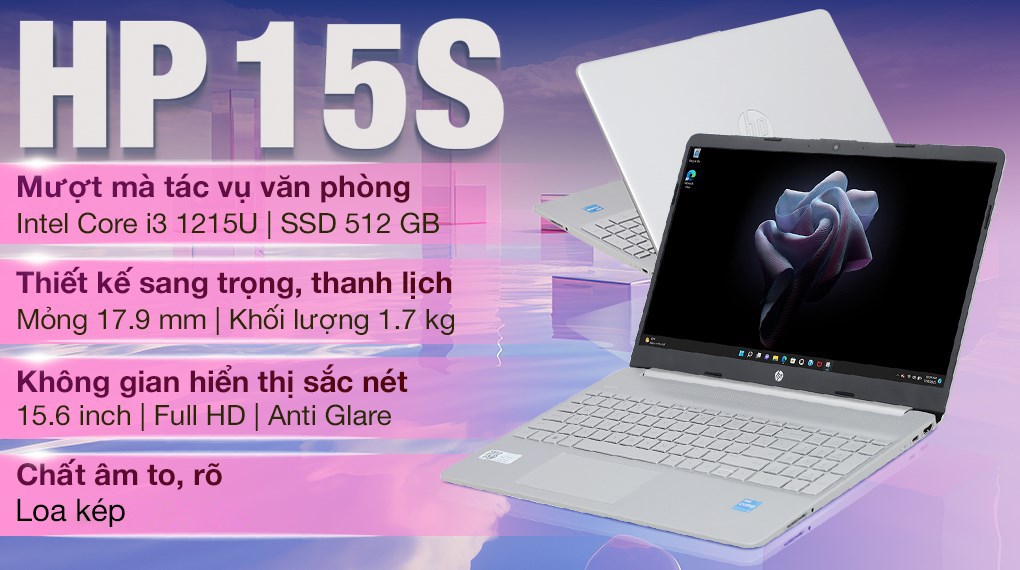 HP 15S
Mượt mà tác vụ văn phòng
Intel Core i3 1215U | SSD 512 GB
Thiết kế sang trọng, thanh lịch
Mỏng 17.9 mm | Khối lượng 1.7 kg
Không gian hiển thị sắc nét
15.6 inch | Full HD | Anti Glare
Chất âm to, rõ
Loa kép
hp
hp